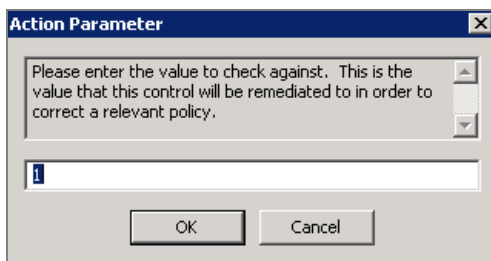 Action Parameter
Please enter the value to check against.  This is the
value that this control will be remediated to in order to
correct a relevant policy.
1
OK Cancel